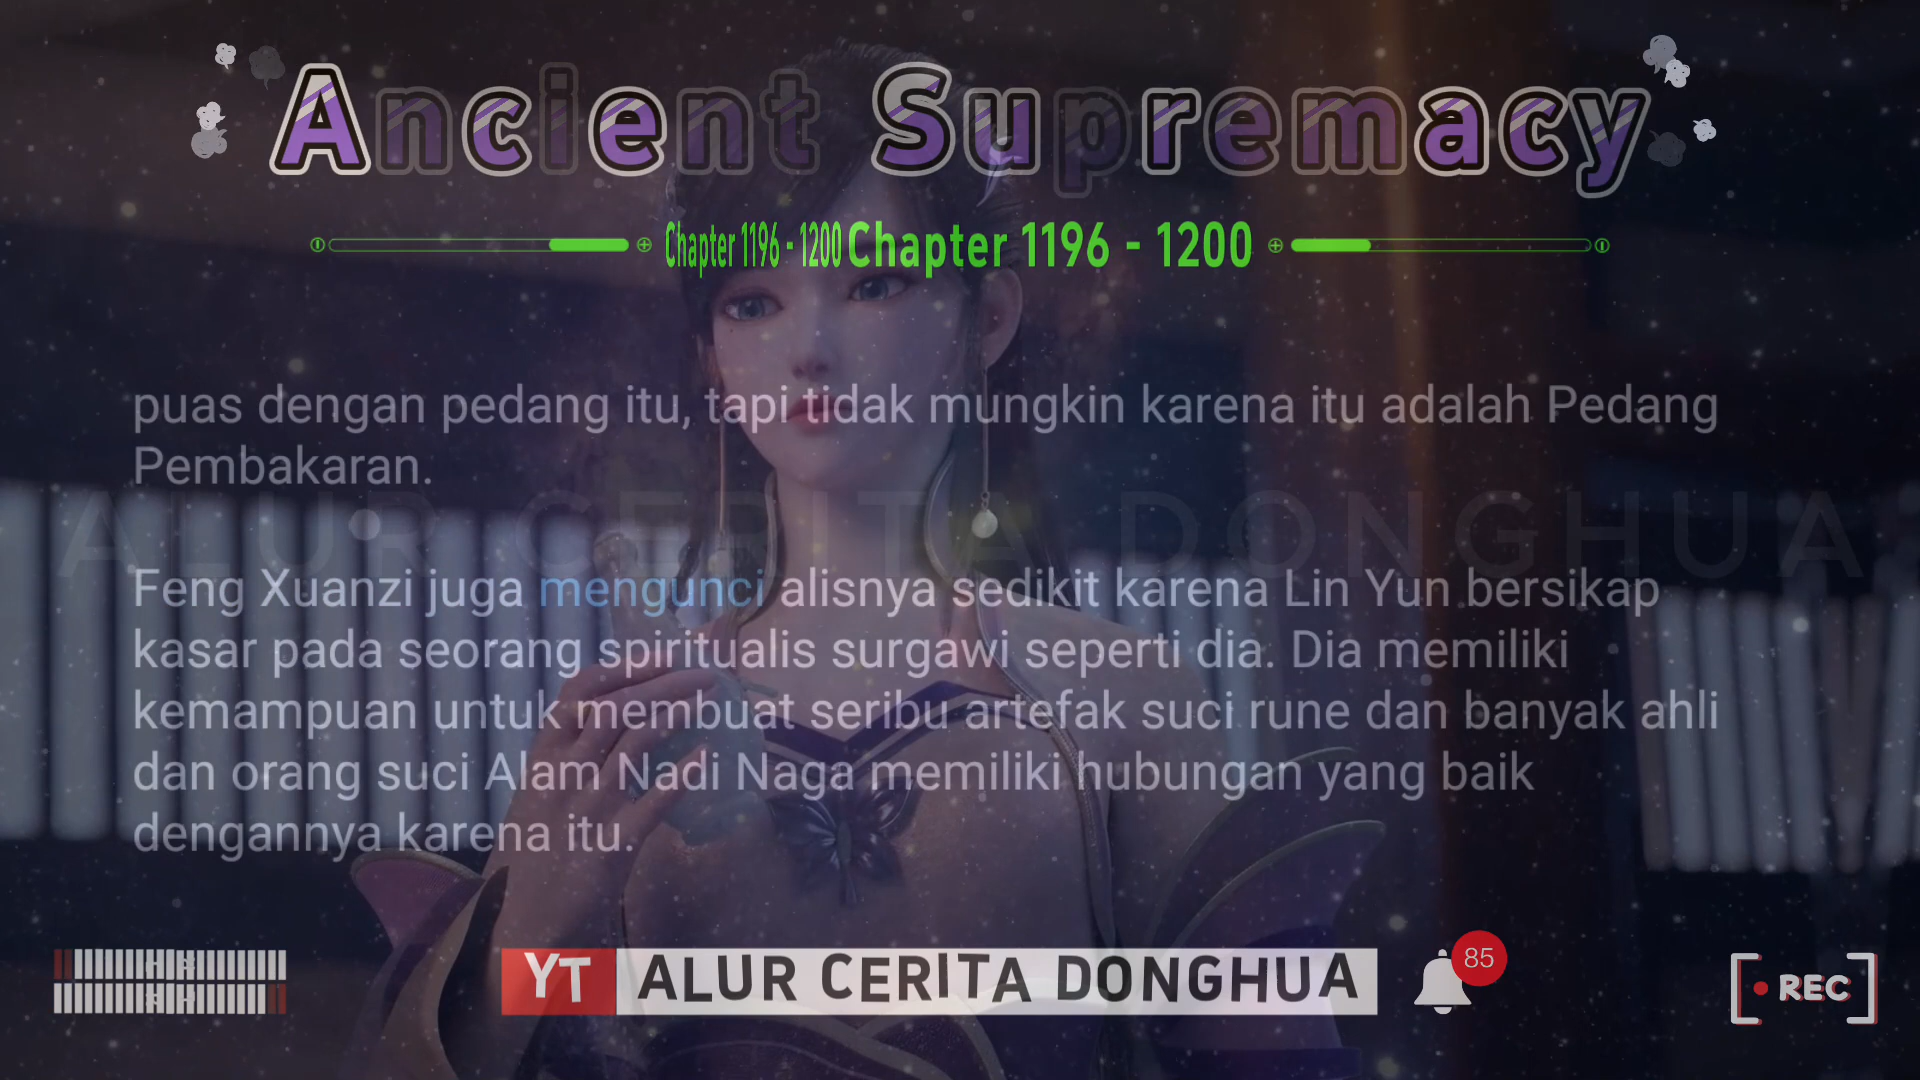 Ancient Supremacy
Chapter 1196 - 1200 Chapter 1196 - 1200
puas dengan pedang itu, tapi tidak mungkin karena itu adalah Pedang
Pembakaran.
ALUR CERITA DONGHUA
Feng Xuanzi juga mengunci alisnya sedikit karena Lin Yun bersikap
kasar pada seorang spiritualis surgawi seperti dia. Dia memiliki
kemampuan untuk membuat seribu artefak suci rune dan banyak ahli
dan orang suci Alam Nadi Naga memiliki hubungan yang baik
dengannya karena itu.
YT ALUR CERITA DONGHUA 85
REC